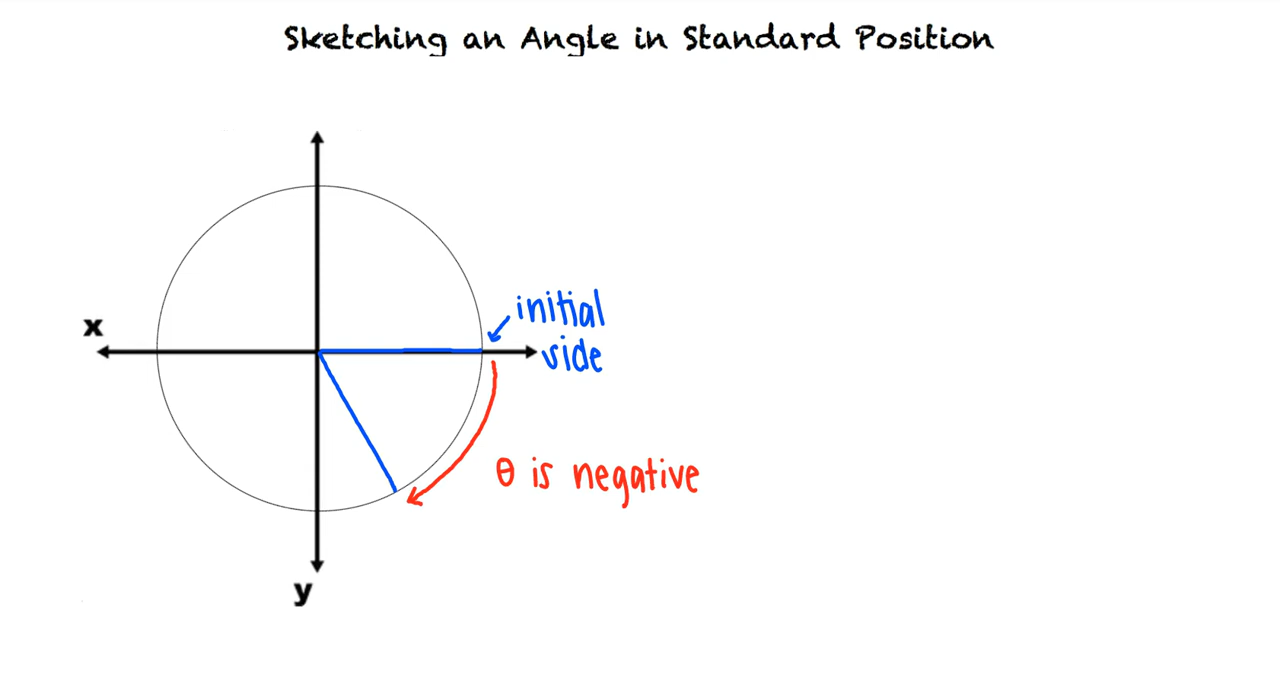 Sketching an Angle in Standard Position
initial
x
side
θ is negative
y